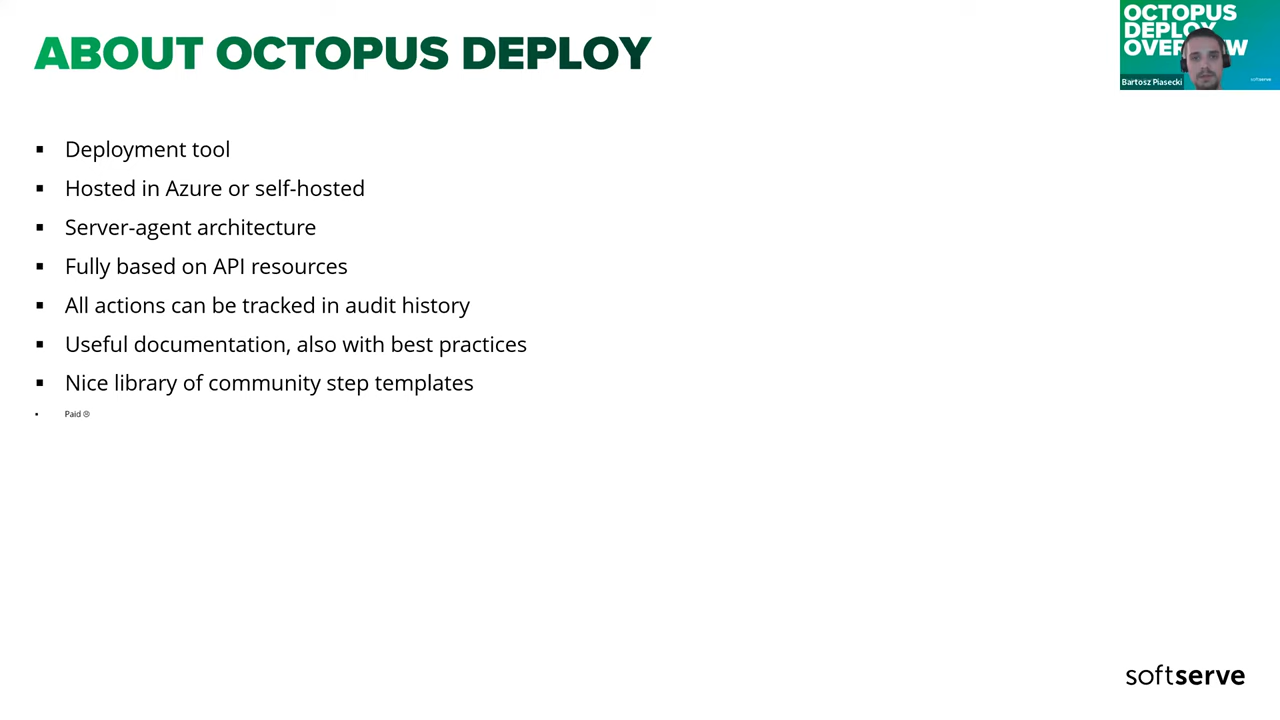 ABOUT OCTOPUS DEPLOY
▪ Deployment tool
▪ Hosted in Azure or self-hosted
▪ Server-agent architecture
▪ Fully based on API resources
▪ All actions can be tracked in audit history
▪ Useful documentation, also with best practices
▪ Nice library of community step templates
▪ Paid ☹
OCTOPUS
DEPLOY
Bartosz Piasecki
softserve
softserve